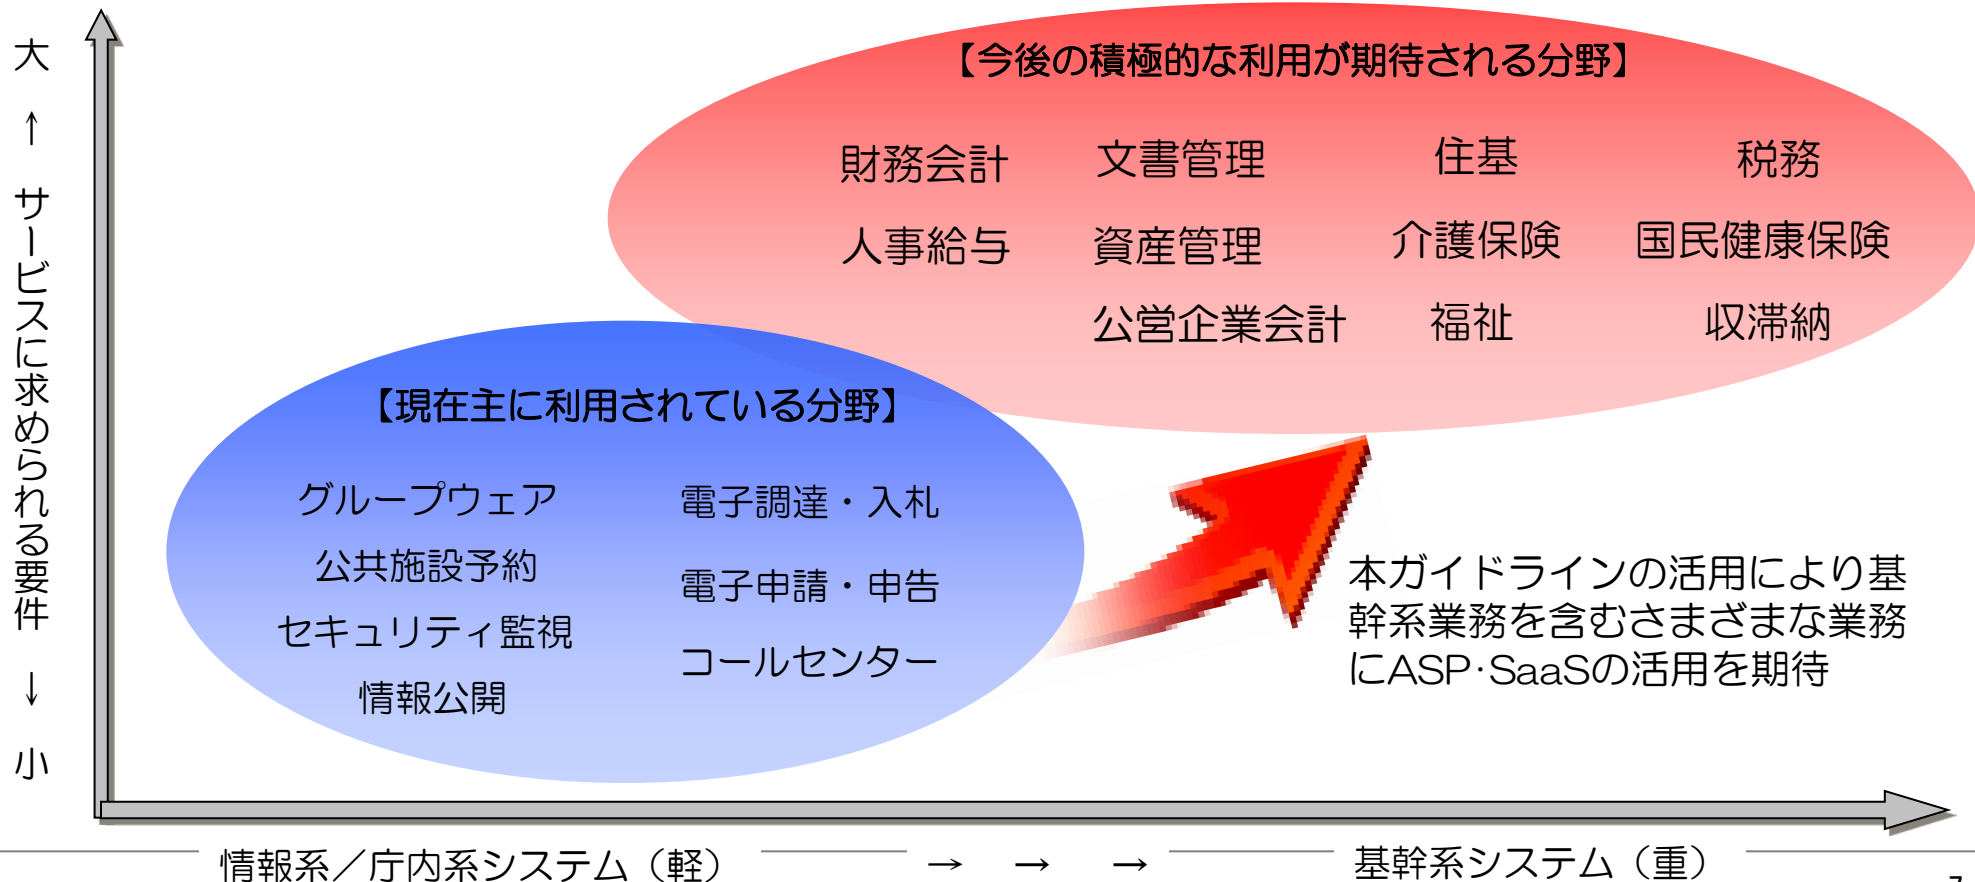 大 ↑ サービスに求められる要件 ↓ 小
【今後の積極的な利用が期待される分野】
財務会計 文書管理 住基 税務
人事給与 資産管理 介護保険 国民健康保険
公営企業会計 福祉 収滞納
【現在主に利用されている分野】
グループウェア 電子調達・入札
公共施設予約 電子申請・申告
セキュリティ監視 コールセンター
情報公開
本ガイドラインの活用により基
幹系業務を含むさまざまな業務
にASP･SaaSの活用を期待
情報系／庁内系システム（軽） → → → 基幹系システム（重）